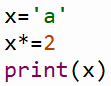 x='a'
x*=2
print(x)